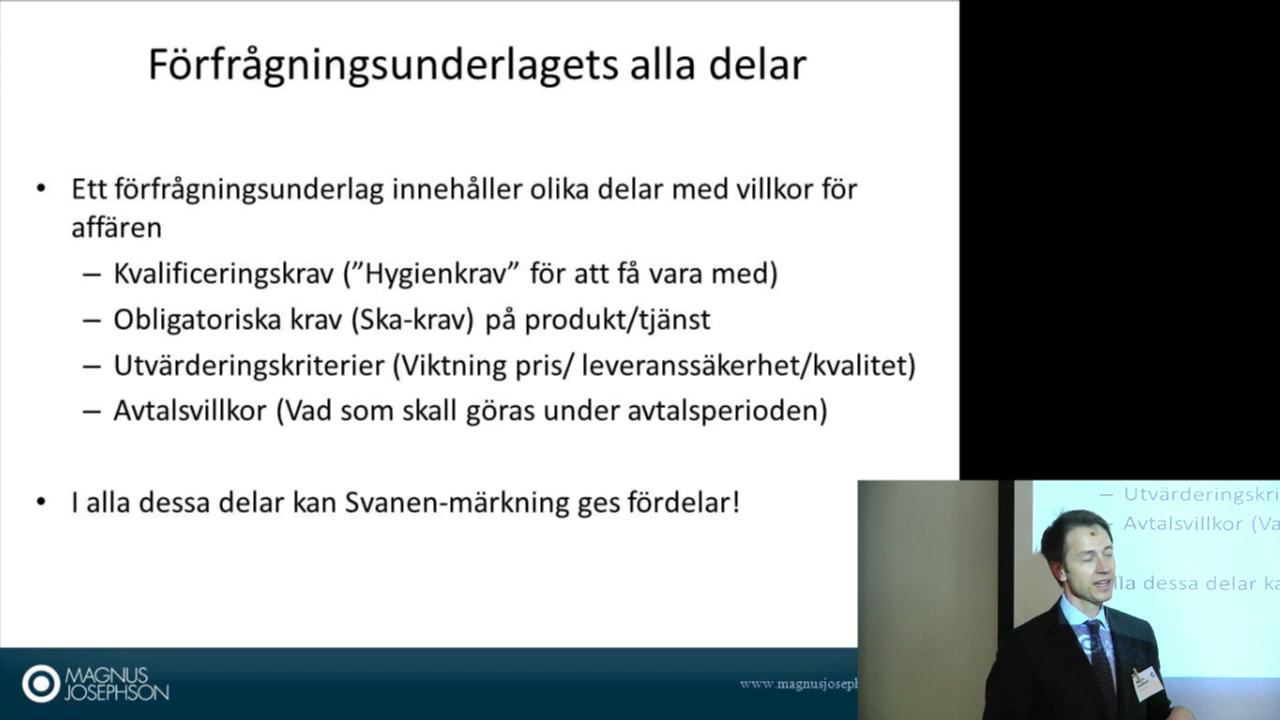 Förfrågningsunderlagets alla delar
• Ett förfrågningsunderlag innehåller olika delar med villkor för
affären
– Kvalificeringskrav (”Hygienkrav” för att få vara med)
– Obligatoriska krav (Ska-krav) på produkt/tjänst
– Utvärderingskriterier (Viktning pris/ leveranssäkerhet/kvalitet)
– Avtalsvillkor (Vad som skall göras under avtalsperioden)
• I alla dessa delar kan Svanen-märkning ges fördelar!
MAGNUS
JOSEPHSON
www.magnusjoseph
– Utvärderingskri
– Avtalsvillkor (Va
lla dessa delar ka